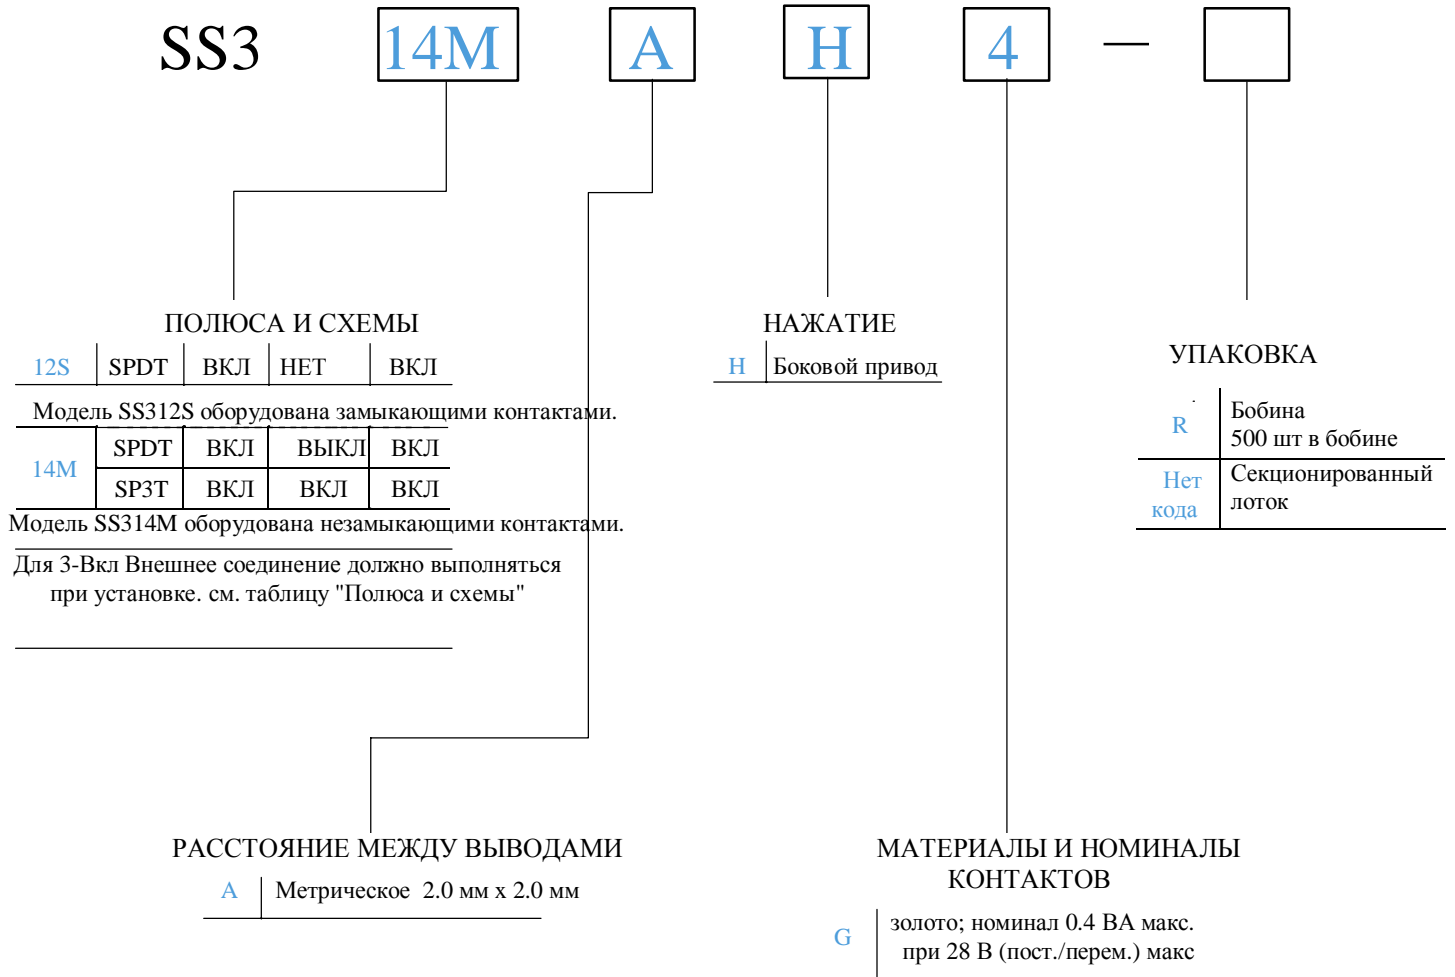 SS3 14M A H 4 —
ПОЛЮСА И СХЕМЫ
12S SPDT ВКЛ НЕТ ВКЛ
Модель SS312S оборудована замыкающими контактами.
14M SPDT ВКЛ ВЫКЛ ВКЛ
SP3T ВКЛ ВКЛ ВКЛ
Модель SS314M оборудована незамыкающими контактами.
Для 3-Вкл Внешнее соединение должно выполняться
при установке. см. таблицу "Полюса и схемы"
НАЖАТИЕ
H Боковой привод
УПАКОВКА
R Бобина
500 шт в бобине
Нет кода Секционированный
лоток
РАССТОЯНИЕ МЕЖДУ ВЫВОДАМИ
A Метрическое 2.0 мм x 2.0 мм
МАТЕРИАЛЫ И НОМИНАЛЫ
КОНТАКТОВ
G золото; номинал 0.4 ВА макс.
при 28 В (пост./перем.) макс